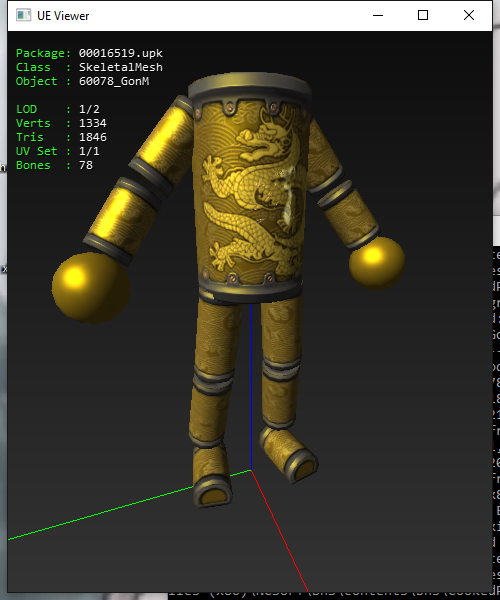 UE Viewer
Package: 00016519.upk
Class : SkeletalMesh
Object : 60078_GonM
LOD : 1/2
Verts : 1334
Tris : 1846
UV Set : 1/1
Bones : 78